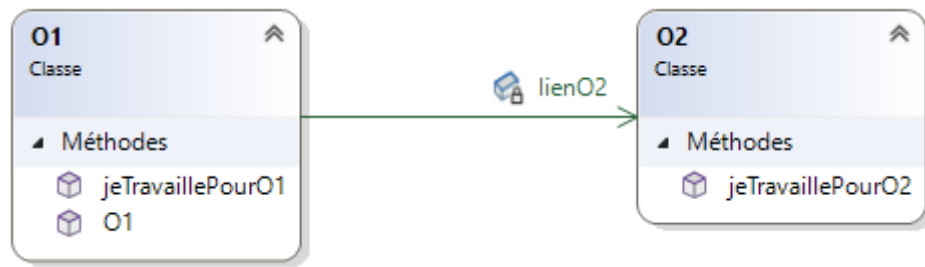 O1
Classe
Méthodes
jeTravaillePourO1
O1
lienO2
O2
Classe
Méthodes
jeTravaillePourO2